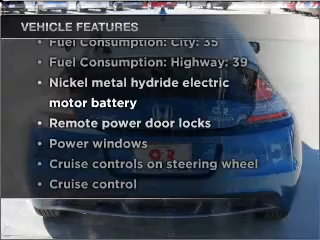 VEHICLE FEATURES
• Fuel Consumption: City: 35
• Fuel Consumption: Highway: 39
• Nickel metal hydride electric
motor battery
• Remote power door locks
• Power windows
• Cruise controls on steering wheel
• Cruise control